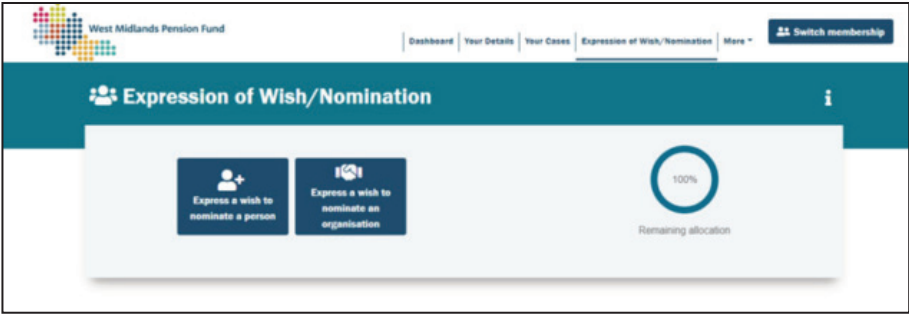 West Midlands Pension Fund
Dashboard Your Details Your Cases Expression of Wish/Nomination More Switch membership
Expression of Wish/Nomination i
Express a wish to
nominate a person
Express a wish to
nominate an
organisation
100%
Remaining allocation